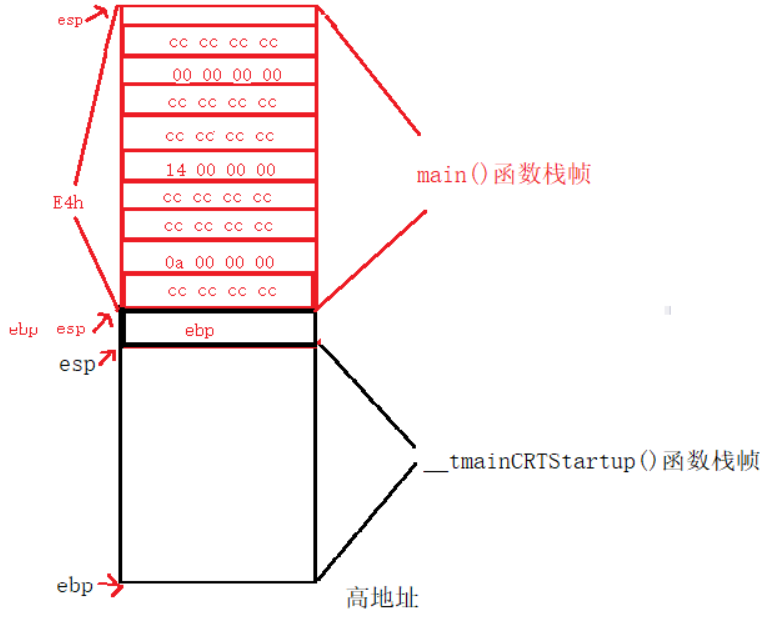 esp
cc cc cc cc
00 00 00 00
cc cc cc cc
cc cc cc cc
14 00 00 00
main()函数栈帧
cc cc cc cc
E4h
cc cc cc cc
0a 00 00 00
cc cc cc cc
ebp esp ebp
esp
__tmainCRTStartup()函数栈帧
ebp
高地址